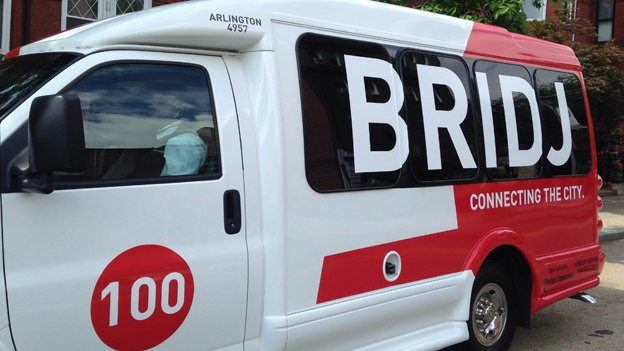 ARLINGTON
4957
BRIDJ
CONNECTING THE CITY.
100